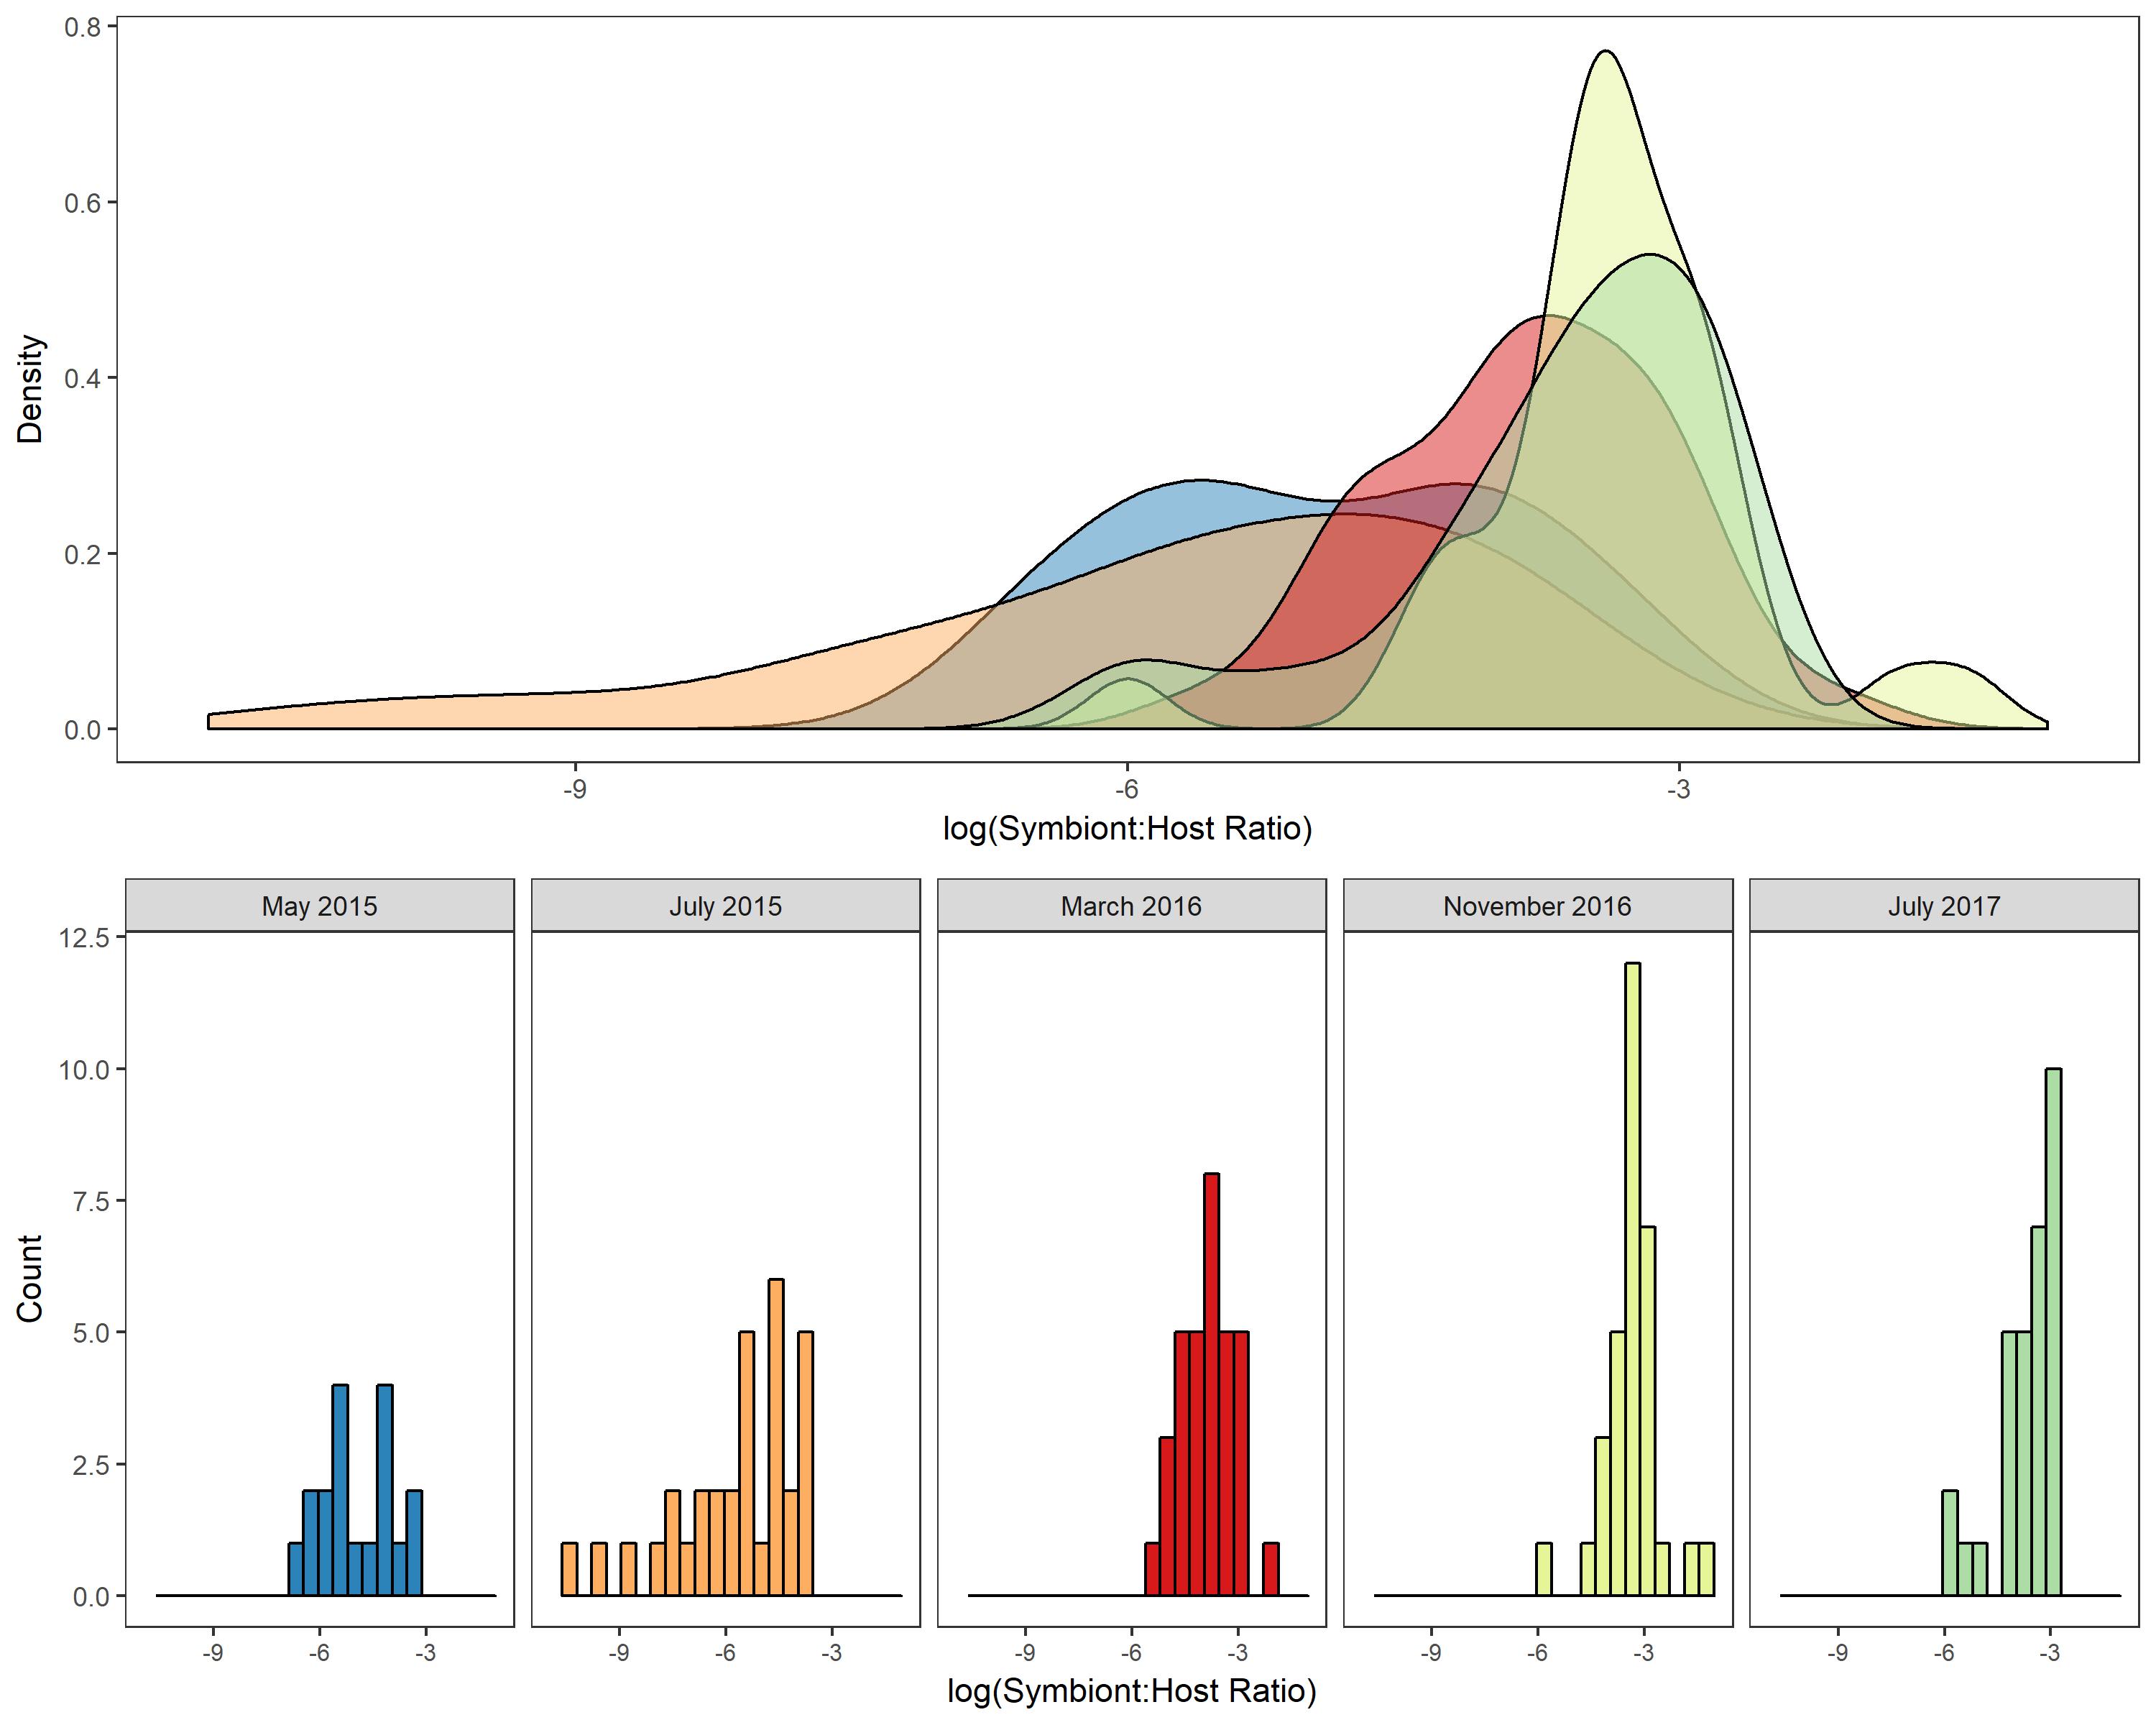 0.8
0.6
0.4
0.2
0.0
Density
-9 -6 -3
log(Symbiont:Host Ratio)
May 2015 July 2015 March 2016 November 2016 July 2017
12.5
10.0
7.5
5.0
2.5
0.0
Count
-9 -6 -3 -9 -6 -3 -9 -6 -3 -9 -6 -3 -9 -6 -3
log(Symbiont:Host Ratio)